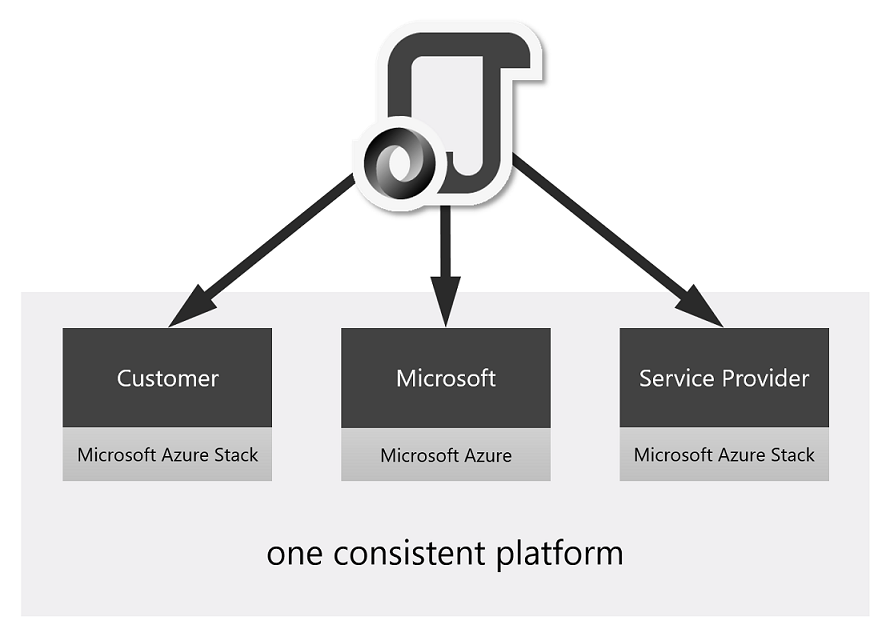 Customer
Microsoft
Service Provider
Microsoft Azure Stack
Microsoft Azure
Microsoft Azure Stack
one consistent platform